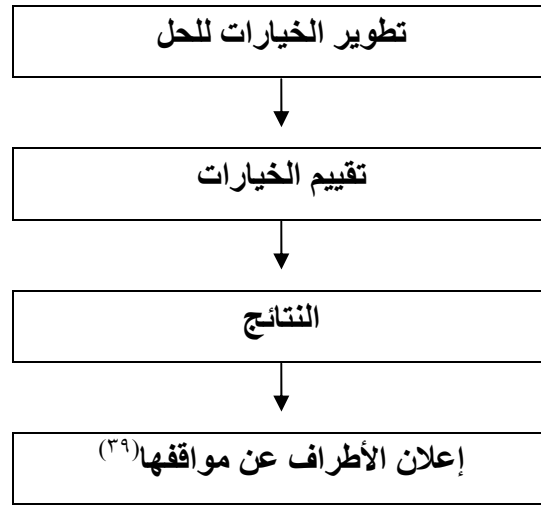 تطوير الخيارات للحل
تقييم الخيارات
النتائج
إعلان الأطراف عن مواقفها(٣٩)